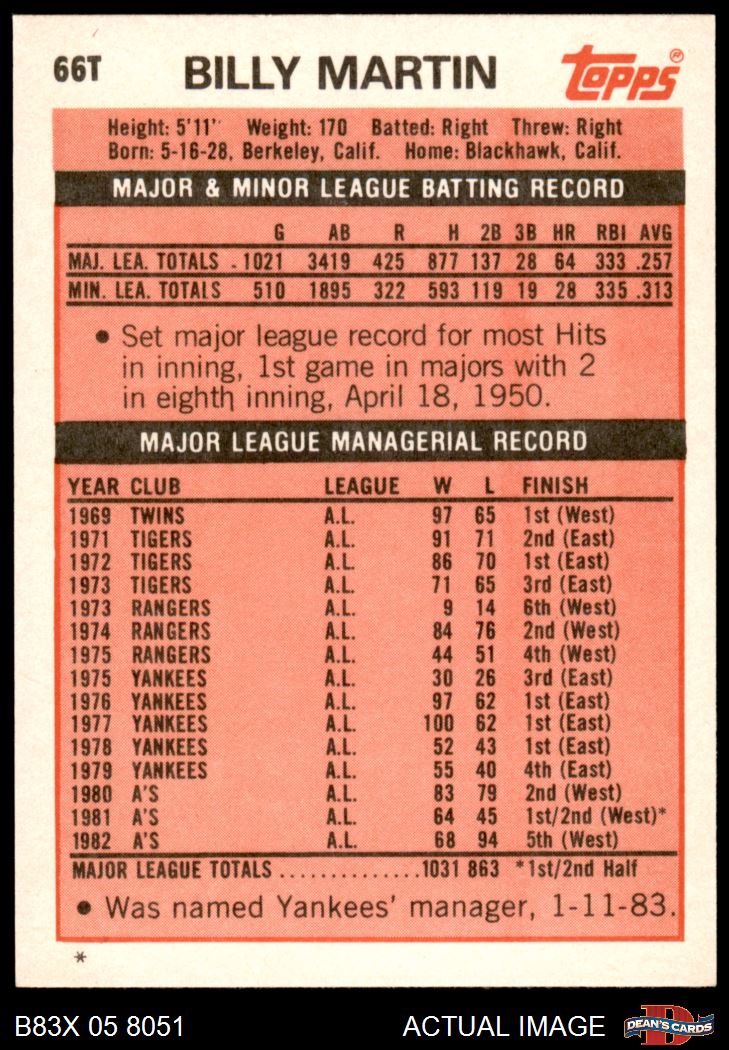 66T BILLY MARTIN Topps®
Height: 5'11" Weight: 170 Batted: Right Threw: Right
Born: 5-16-28, Berkeley, Calif. Home: Blackhawk, Calif.
MAJOR & MINOR LEAGUE BATTING RECORD
G AB R H 2B 3B HR RBI AVG
MAJ. LEA. TOTALS . 1021 3419 425 877 137 28 64 333 .257
MIN. LEA. TOTALS 510 1895 322 593 119 19 28 335 .313
• Set major league record for most Hits
in inning, 1st game in majors with 2
in eighth inning, April 18, 1950.
MAJOR LEAGUE MANAGERIAL RECORD
YEAR CLUB LEAGUE W L FINISH
1969 TWINS A.L. 97 65 1st (West)
1971 TIGERS A.L. 91 71 2nd (East)
1972 TIGERS A.L. 86 70 1st (East)
1973 TIGERS A.L. 71 65 3rd (East)
1973 RANGERS A.L. 9 14 6th (West)
1974 RANGERS A.L. 84 76 2nd (West)
1975 RANGERS A.L. 44 51 4th (West)
1975 YANKEES A.L. 30 26 3rd (East)
1976 YANKEES A.L. 97 62 1st (East)
1977 YANKEES A.L. 100 62 1st (East)
1978 YANKEES A.L. 52 43 1st (East)
1979 YANKEES A.L. 55 40 4th (East)
1980 A'S A.L. 83 79 2nd (West)
1981 A'S A.L. 64 45 1st/2nd (West)*
1982 A'S A.L. 68 94 5th (West)
MAJOR LEAGUE TOTALS ..............1031 863 *1st/2nd Half
• Was named Yankees' manager, 1-11-83.
*
B83X 05 8051 ACTUAL IMAGE D DEAN'S CARDS